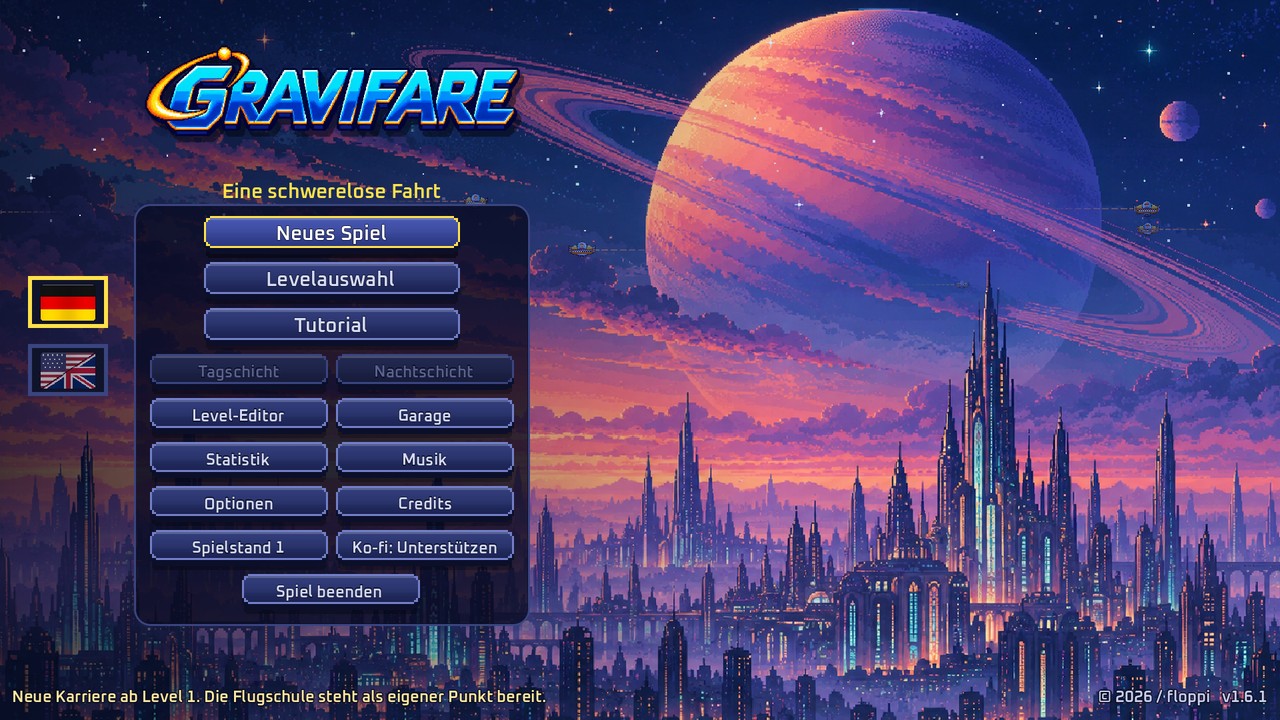 GRAVIFARE
Eine schwerelose Fahrt
Neues Spiel
Levelauswahl
Tutorial
Tagschicht
Nachtschicht
Level-Editor
Garage
Statistik
Musik
Optionen
Credits
Spielstand 1
Ko-fi: Unterstützen
Spiel beenden
Neue Karriere ab Level 1. Die Flugschule steht als eigener Punkt bereit.
© 2026 / floppi v1.6.1